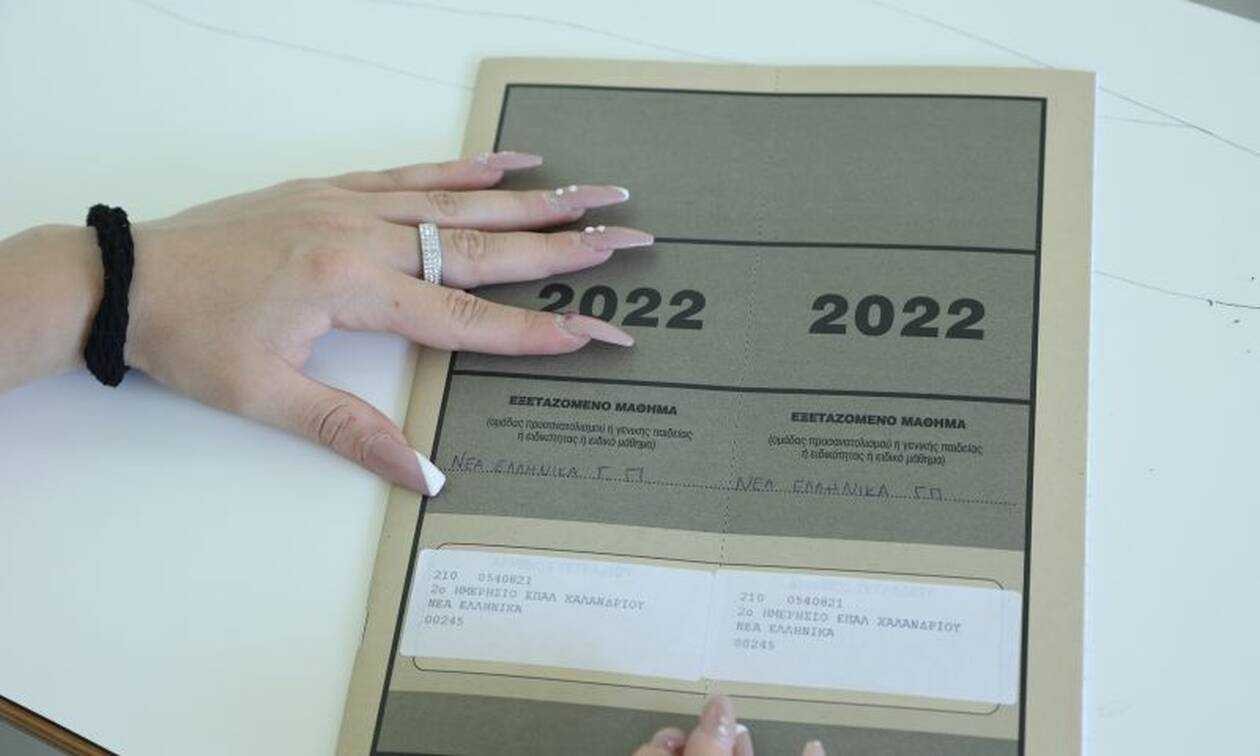 2022
2022
ΕΞΕΤΑΖΟΜΕΝΟ ΜΑΘΗΜΑ
(ομάδας προσανατολισμού ή γενικής παιδείας
ή ειδικότητας ή ειδικό μάθημα)
ΝΕΑ ΕΛΛΗΝΙΚΑ Γ Π
ΕΞΕΤΑΖΟΜΕΝΟ ΜΑΘΗΜΑ
(ομάδας προσανατολισμού ή γενικής παιδείας
ή ειδικότητας ή ειδικό μάθημα)
ΝΕΑ ΕΛΛΗΝΙΚΑ ΓΠ
210 0540821
2ο ΗΜΕΡΗΣΙΟ ΕΠΑΛ ΧΑΛΑΝΔΡΙΟΥ
ΝΕΑ ΕΛΛΗΝΙΚΑ
00245
210 0540821
2ο ΗΜΕΡΗΣΙΟ ΕΠΑΛ ΧΑΛΑΝΔΡΙΟΥ
ΝΕΑ ΕΛΛΗΝΙΚΑ
00245